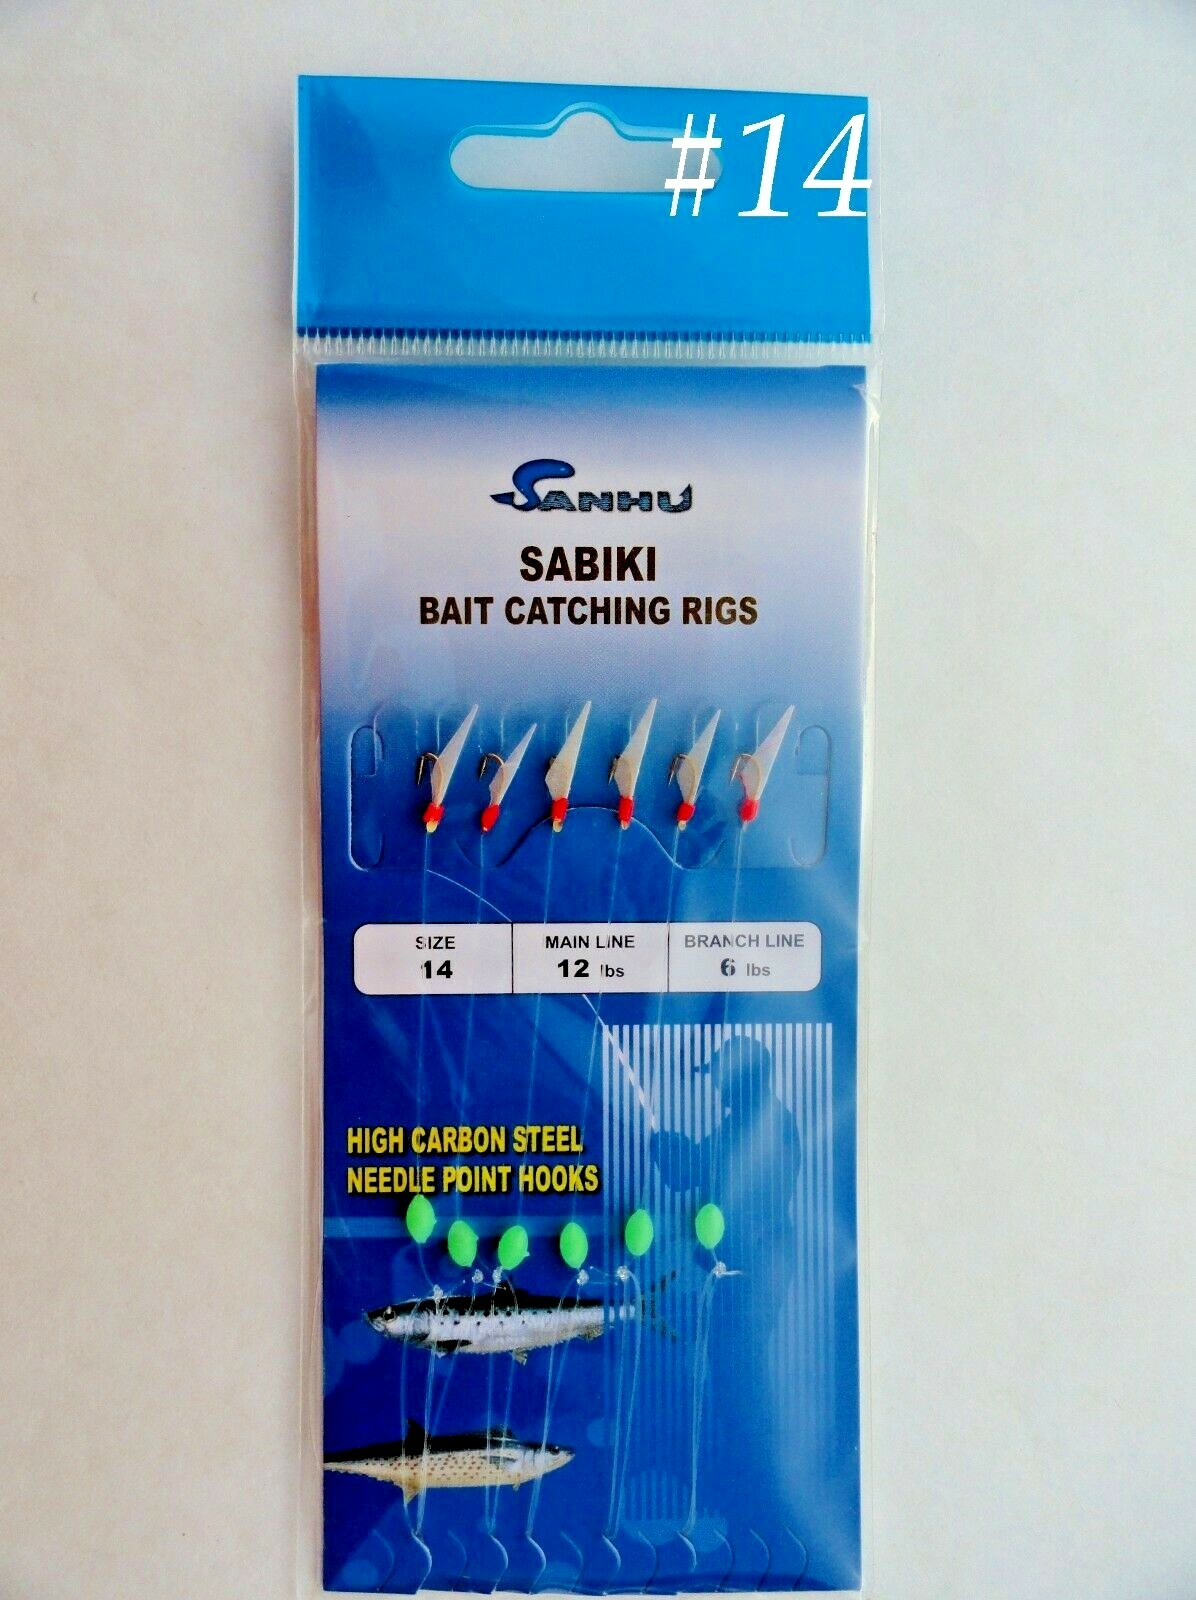 #14
SANHU
SABIKI
BAIT CATCHING RIGS
SIZE MAIN LINE BRANCH LINE
14 12 lbs 6 lbs
HIGH CARBON STEEL
NEEDLE POINT HOOKS